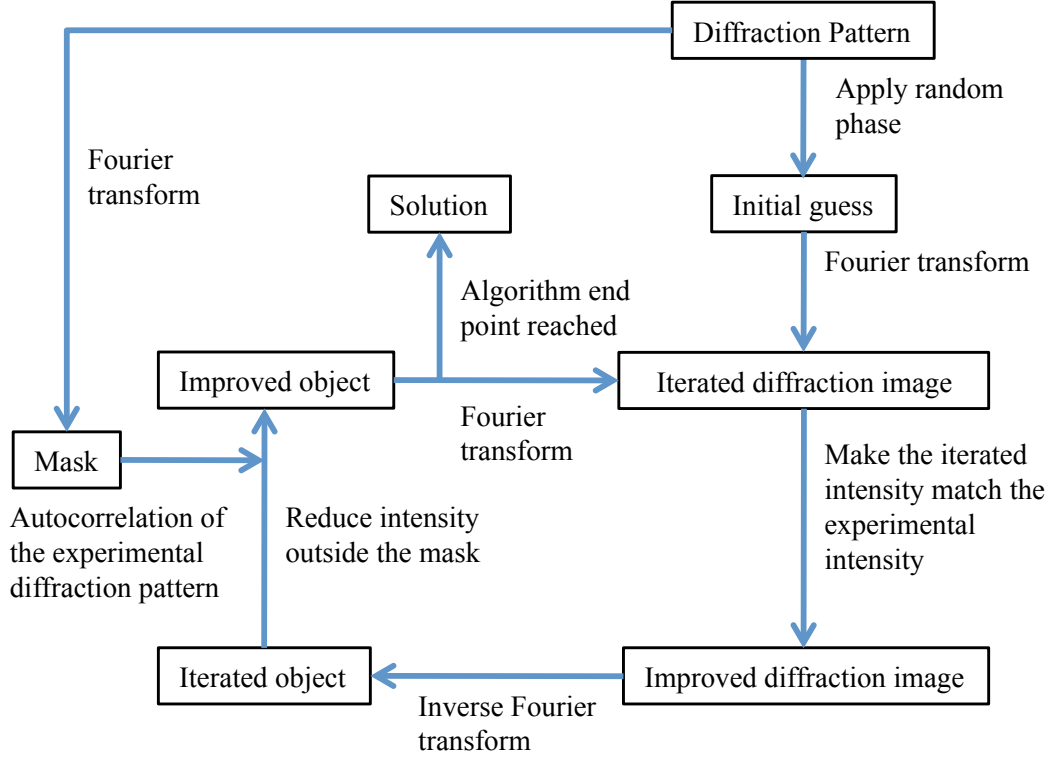 Diffraction Pattern
Apply random
phase
Fourier
transform
Solution
Initial guess
Fourier transform
Algorithm end
point reached
Improved object
Iterated diffraction image
Fourier
transform
Mask
Make the iterated
intensity match the
experimental
intensity
Autocorrelation of
the experimental
diffraction pattern
Reduce intensity
outside the mask
Iterated object
Improved diffraction image
Inverse Fourier
transform